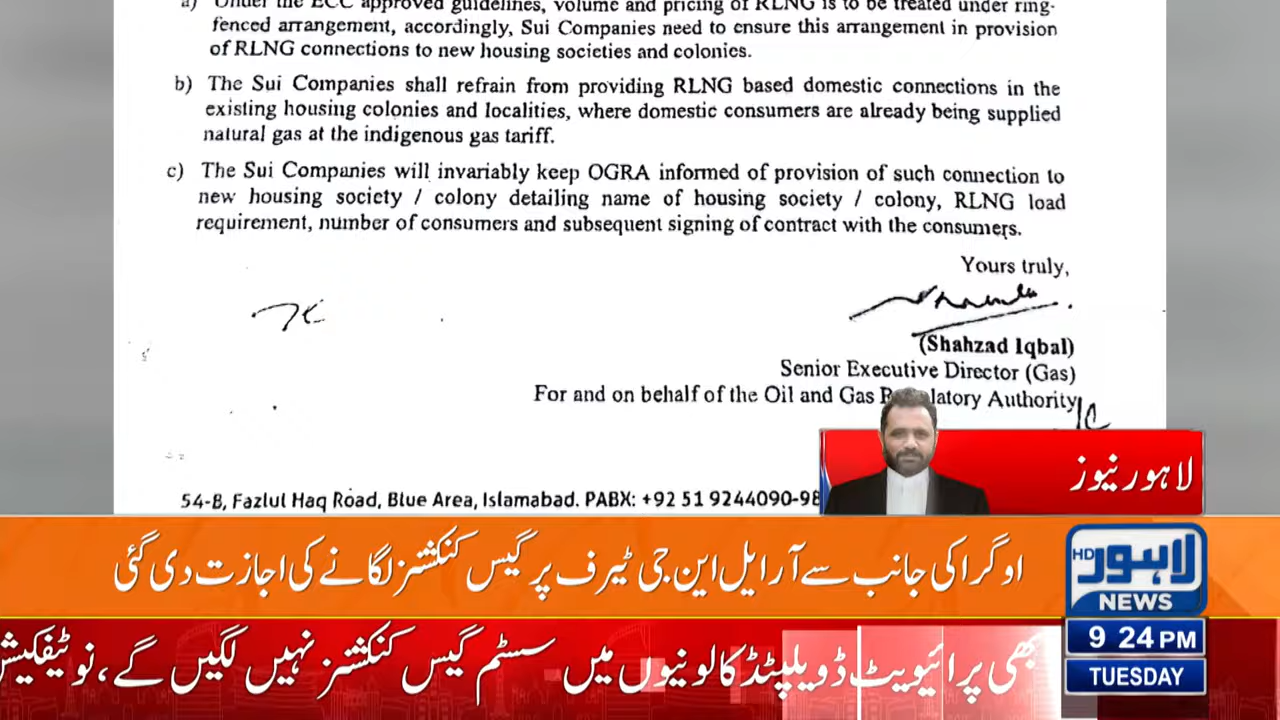 a) Under the ECC approved guidelines, volume and pricing of RLNG is to be treated under ring-
fenced arrangement, accordingly, Sui Companies need to ensure this arrangement in provision
of RLNG connections to new housing societies and colonies.
b) The Sui Companies shall refrain from providing RLNG based domestic connections in the
existing housing colonies and localities, where domestic consumers are already being supplied
natural gas at the indigenous gas tariff.
c) The Sui Companies will invariably keep OGRA informed of provision of such connection to
new housing society / colony detailing name of housing society / colony, RLNG load
requirement, number of consumers and subsequent signing of contract with the consumers.
Yours truly,
(Shahzad Iqbal)
Senior Executive Director (Gas)
For and on behalf of the Oil and Gas Authority
54-B, Fazlul Haq Road, Blue Area, Islamabad. PABX: +92 51 9244090-98
لاہور نیوز
اوگرا کی جانب سے آر ایل این جی ٹیرف پر گیس کنکشنز لگانے کی اجازت دی گئی
HD لاہور
NEWS
9 24 PM
بھی پرائیویٹ ڈویلپٹڈ کالونیوں میں سسٹم گیس کنکشنز نہیں لگیں گے، نوٹیفکیش
TUESDAY